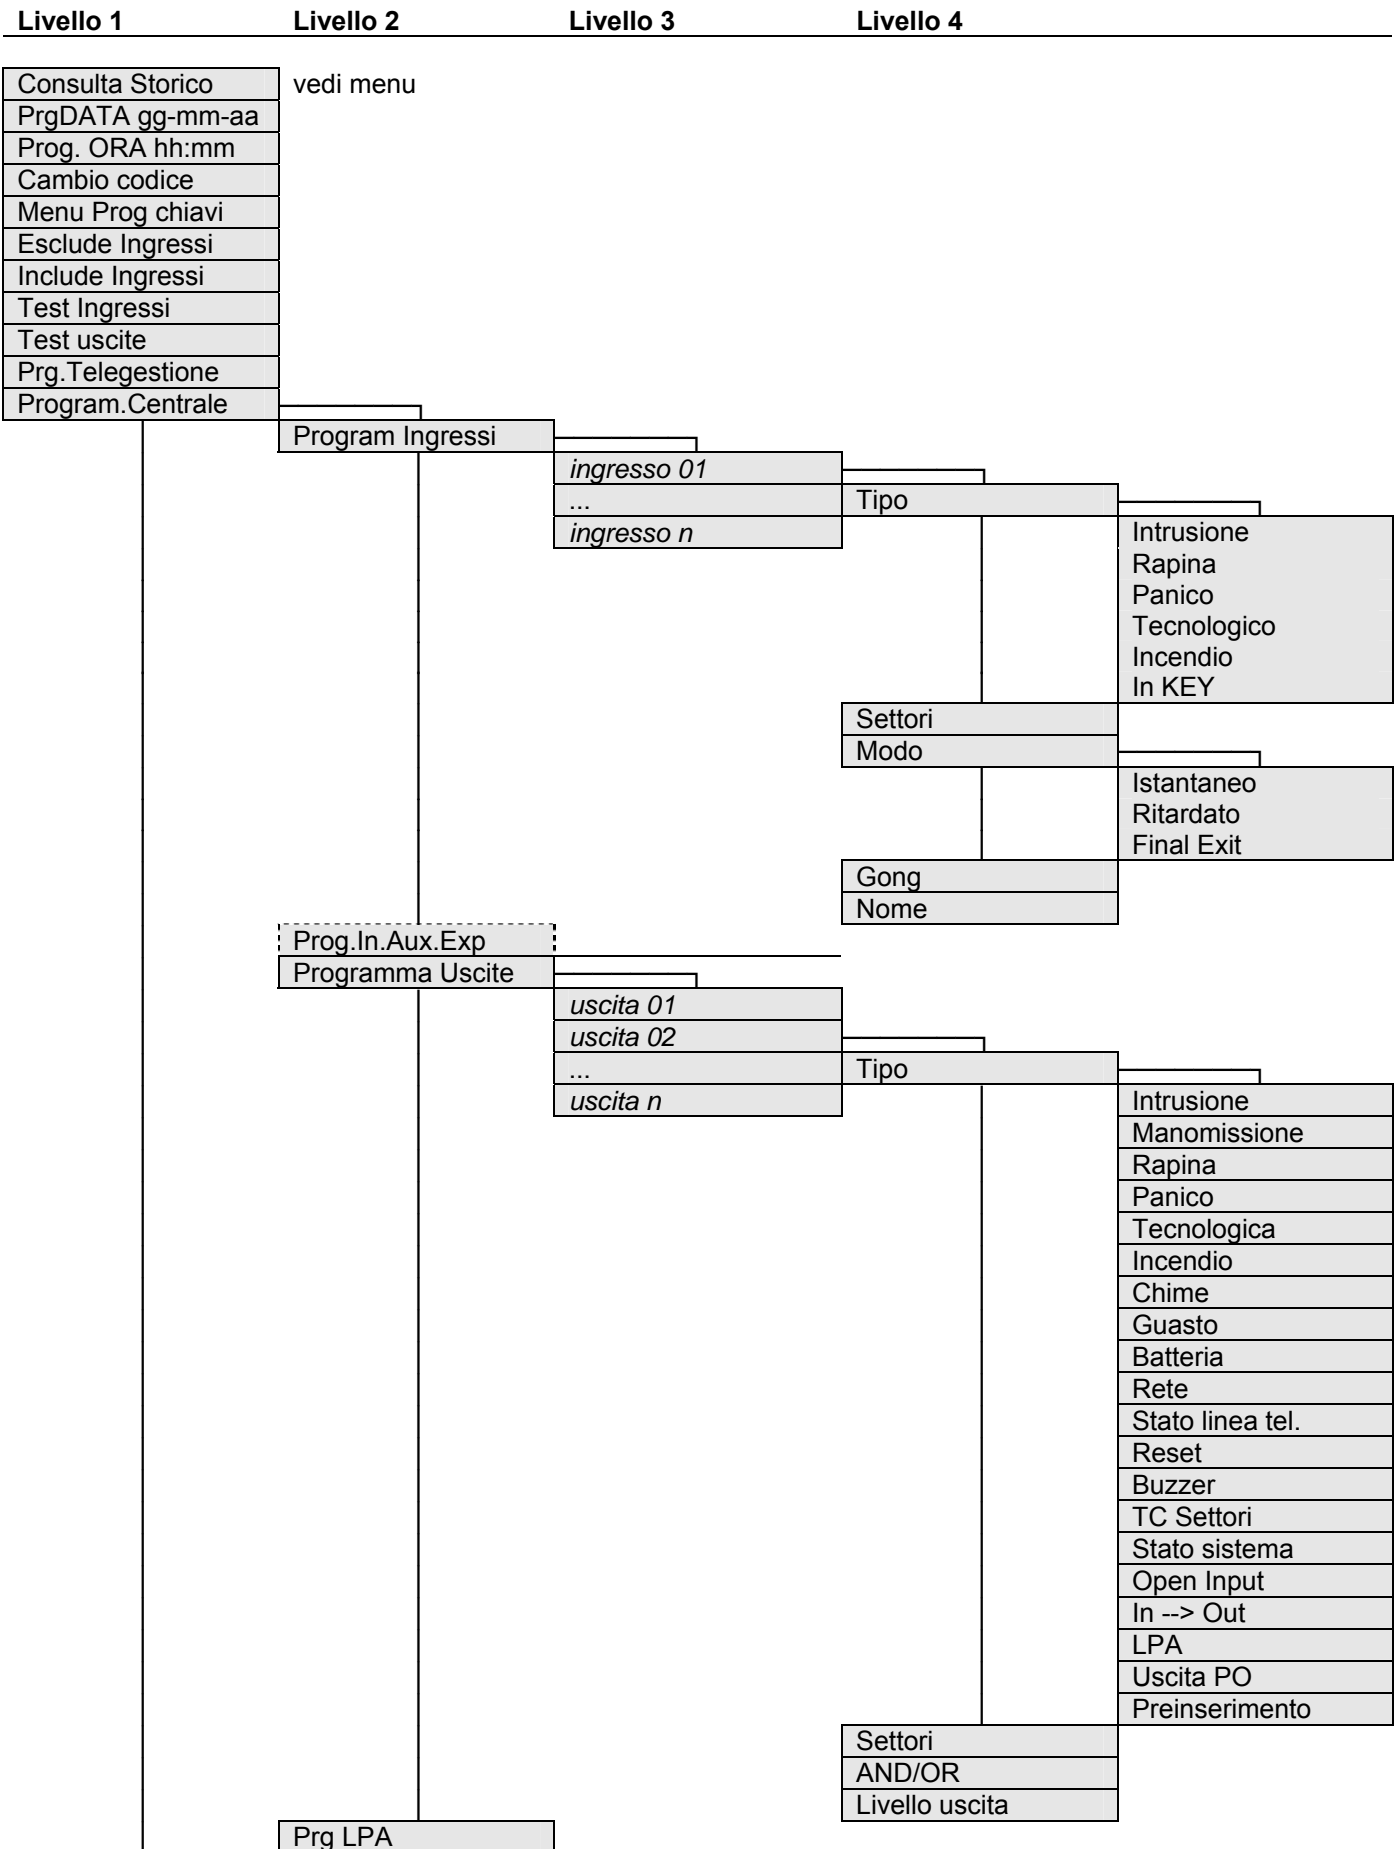 Livello 1 Livello 2 Livello 3 Livello 4
Consulta Storico vedi menu
PrgDATA gg-mm-aa
Prog. ORA hh:mm
Cambio codice
Menu Prog chiavi
Esclude Ingressi
Include Ingressi
Test Ingressi
Test uscite
Prg.Telegestione
Program.Centrale
Program Ingressi
ingresso 01
... Tipo
ingresso n Intrusione
Rapina
Panico
Tecnologico
Incendio
In KEY
Settori
Modo
Istantaneo
Ritardato
Final Exit
Gong
Nome
Prog.In.Aux.Exp
Programma Uscite
uscita 01
uscita 02
... Tipo
uscita n Intrusione
Manomissione
Rapina
Panico
Tecnologica
Incendio
Chime
Guasto
Batteria
Rete
Stato linea tel.
Reset
Buzzer
TC Settori
Stato sistema
Open Input
In --> Out
LPA
Uscita PO
Preinserimento
Settori
AND/OR
Livello uscita
Prg LPA